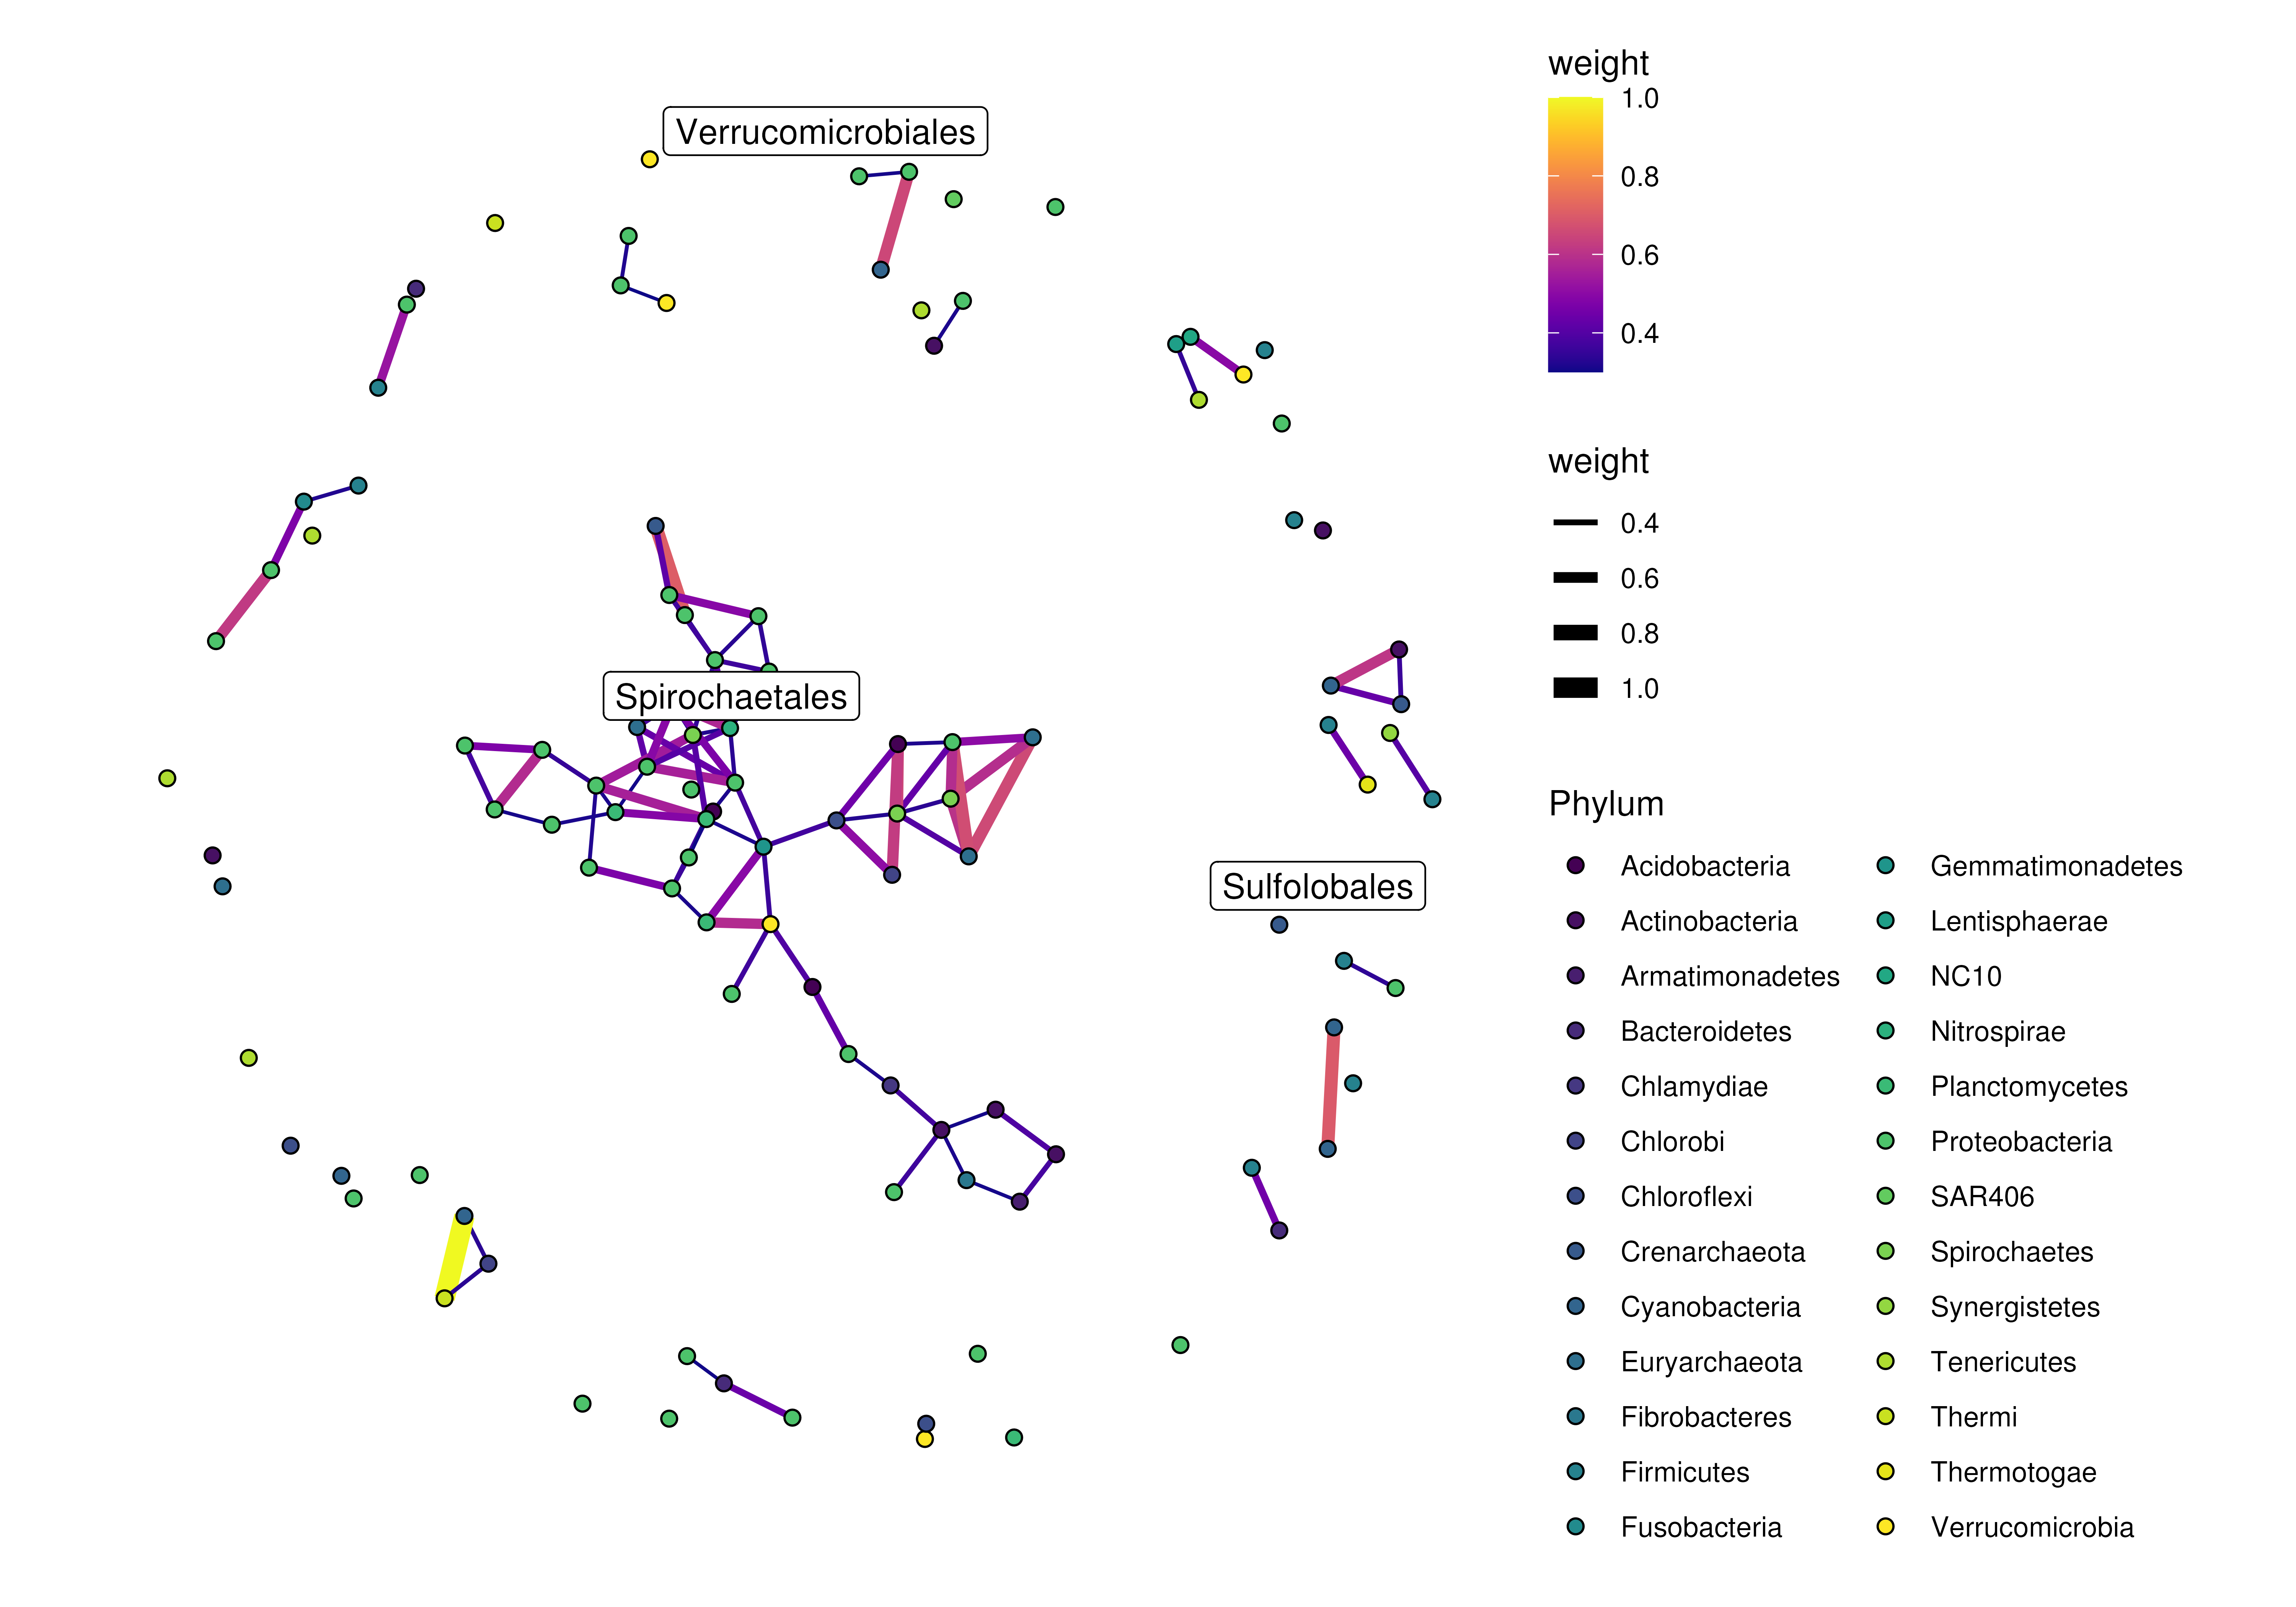 Verrucomicrobiales
Spirochaetales
Sulfolobales
weight
1.0
0.8
0.6
0.4
weight
0.4
0.6
0.8
1.0
Phylum
Acidobacteria
Actinobacteria
Armatimonadetes
Bacteroidetes
Chlamydiae
Chlorobi
Chloroflexi
Crenarchaeota
Cyanobacteria
Euryarchaeota
Fibrobacteres
Firmicutes
Fusobacteria
Gemmatimonadetes
Lentisphaerae
NC10
Nitrospirae
Planctomycetes
Proteobacteria
SAR406
Spirochaetes
Synergistetes
Tenericutes
Thermi
Thermotogae
Verrucomicrobia